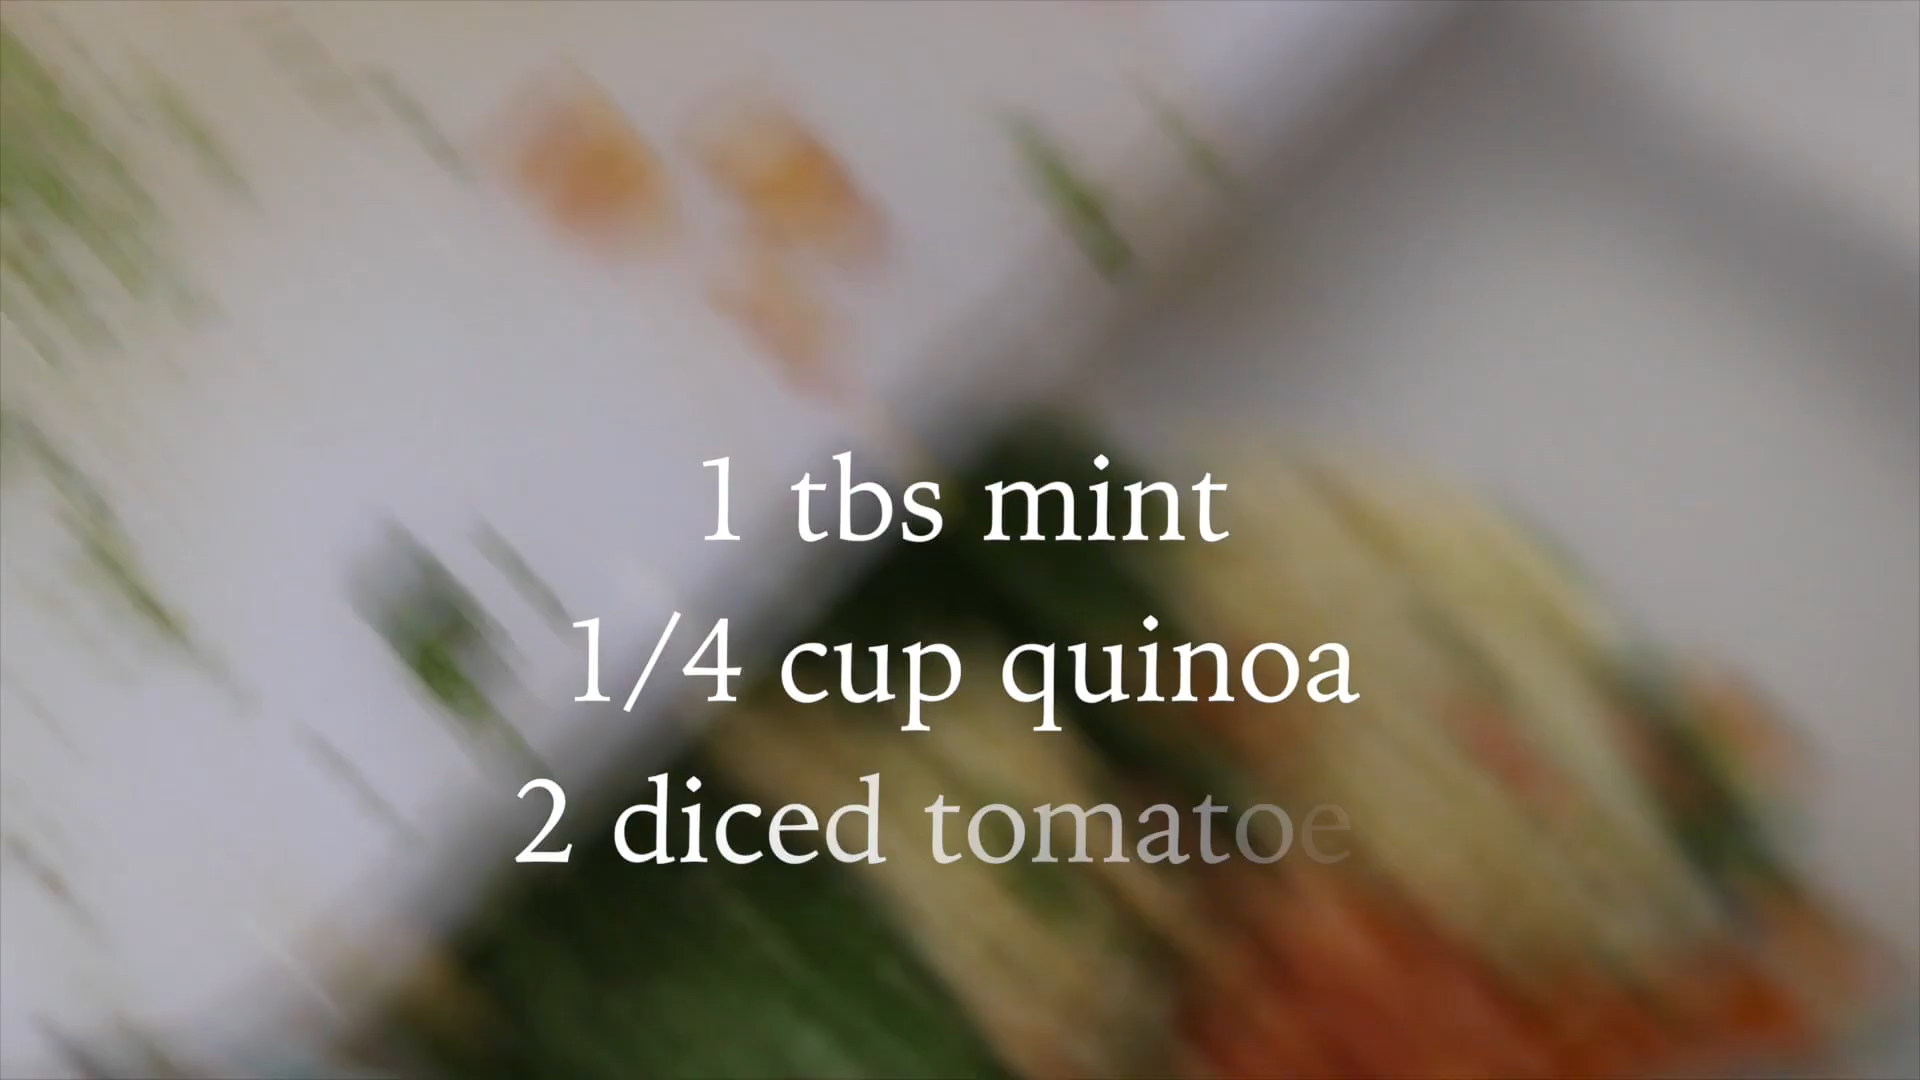 1 tbs mint
1/4 cup quinoa
2 diced tomatoe